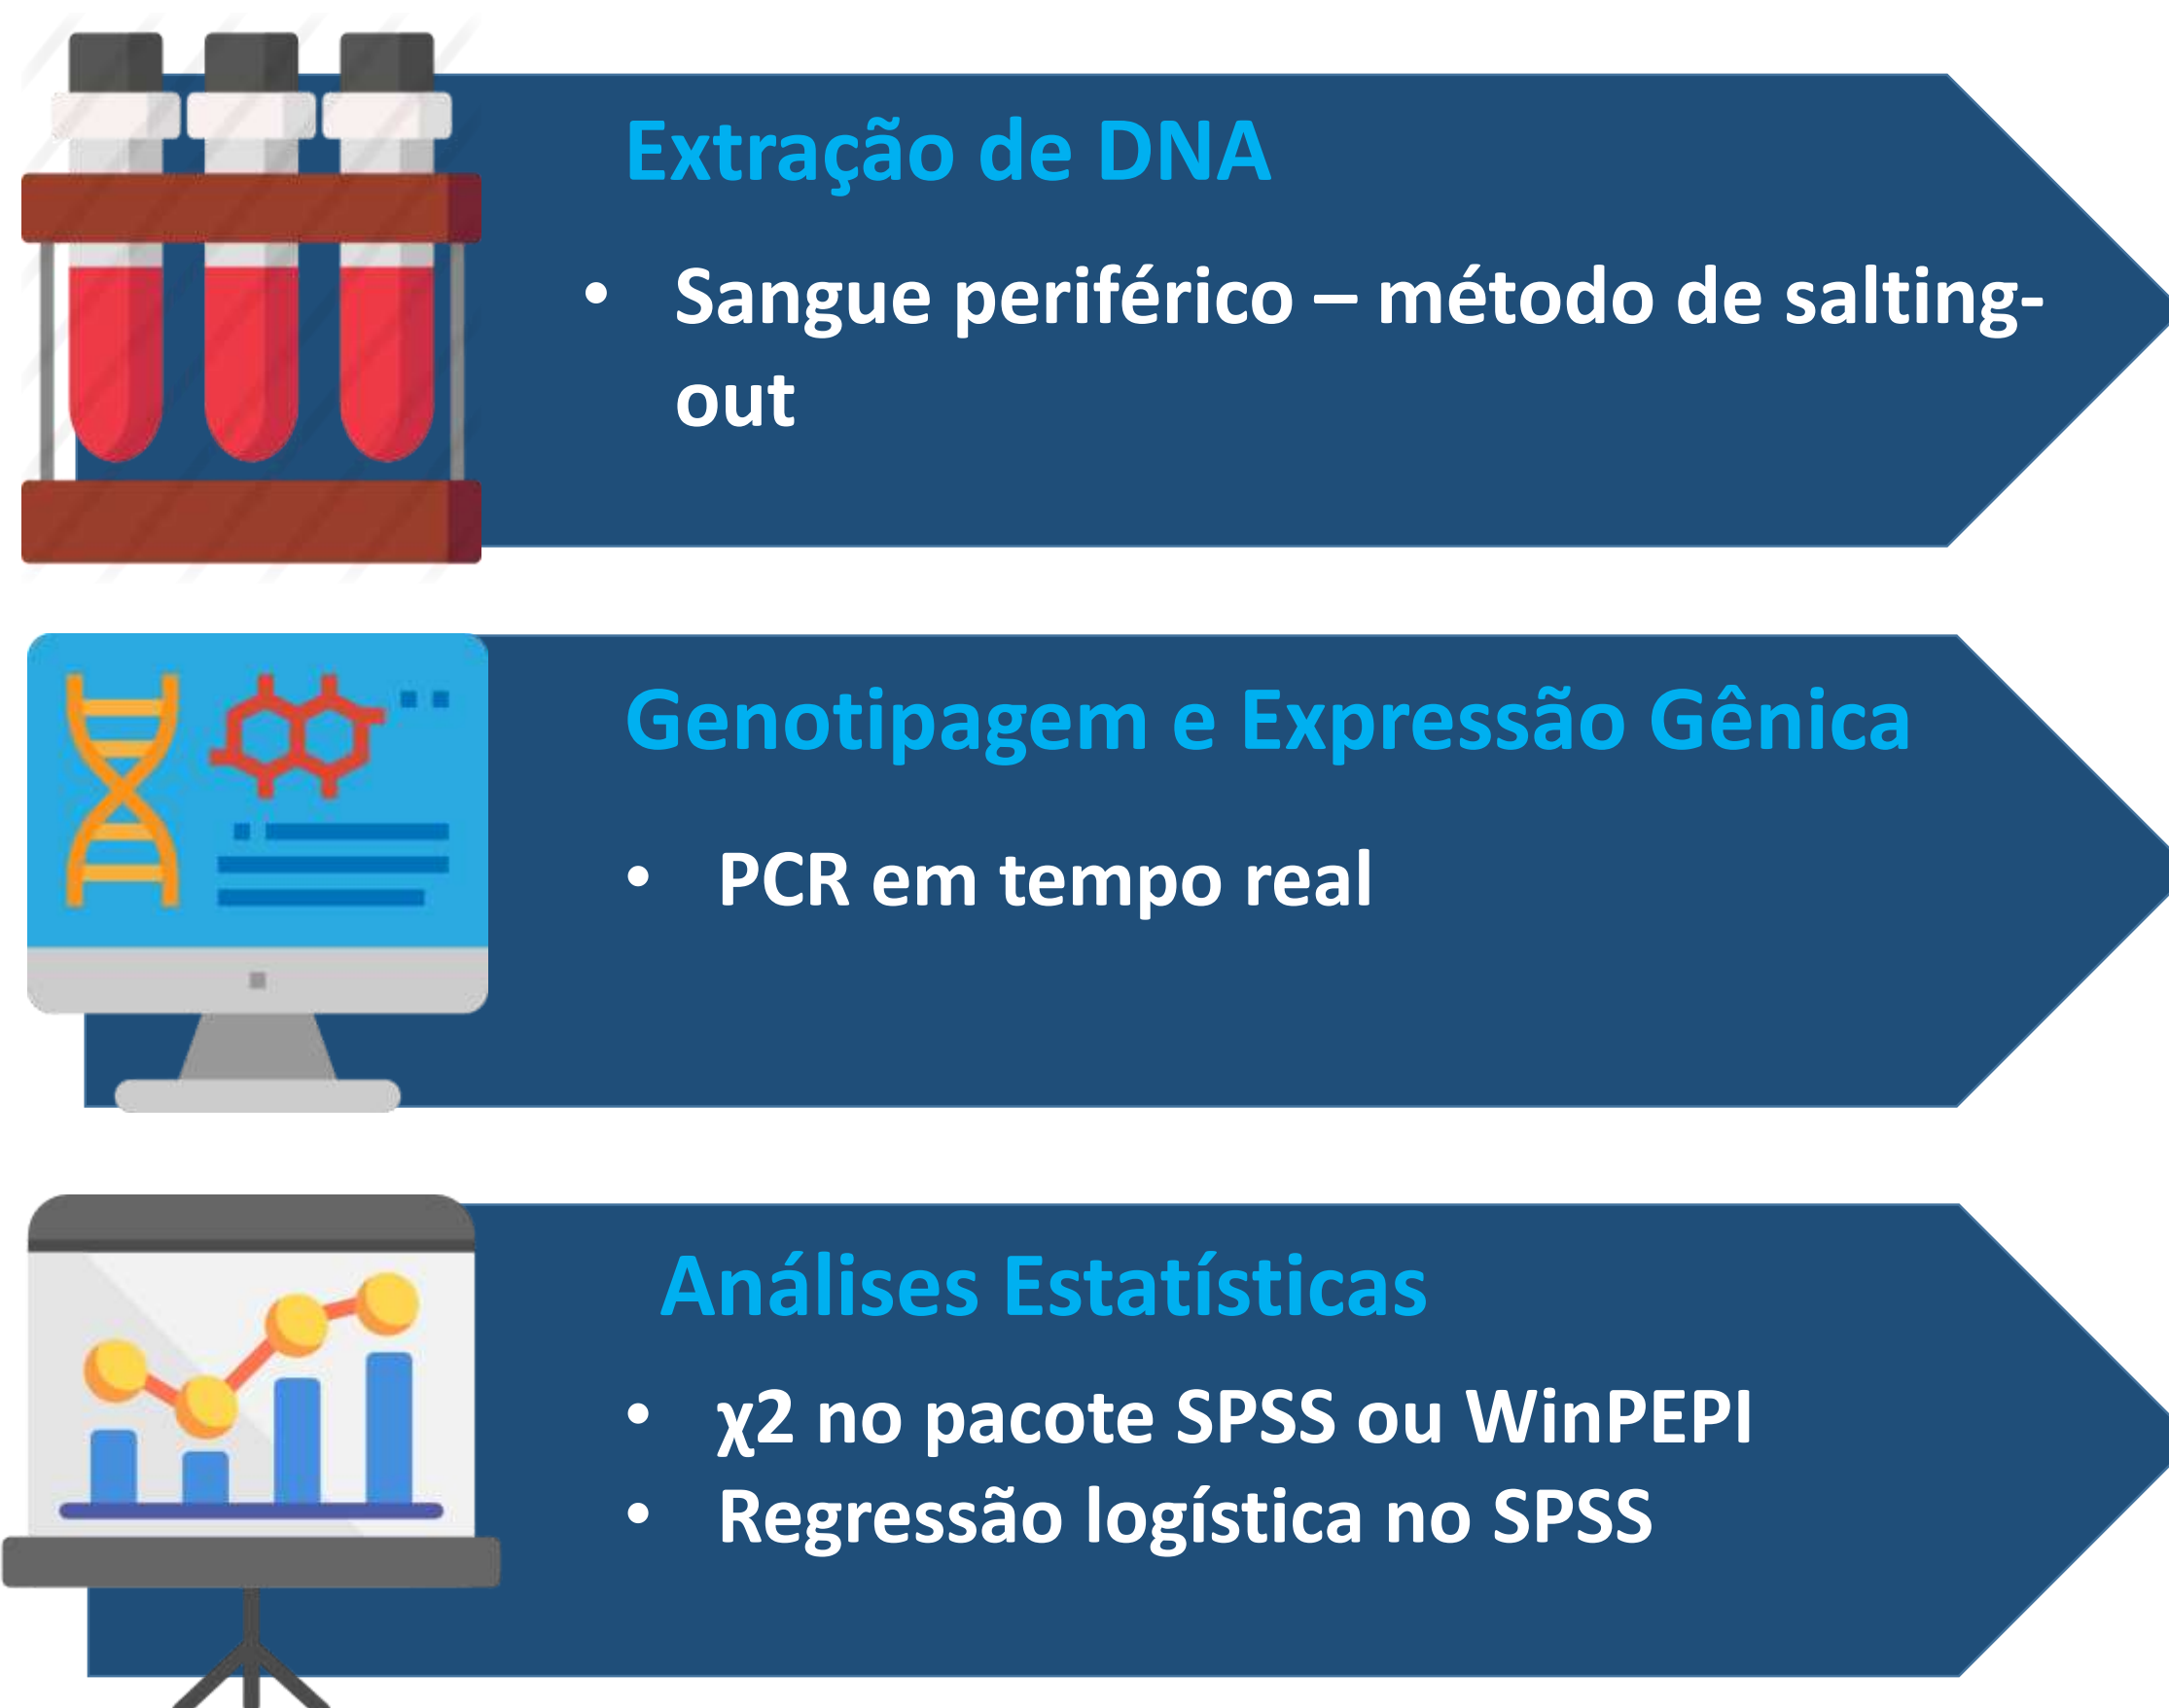 Extração de DNA
• Sangue periférico – método de salting-
out
Genotipagem e Expressão Gênica
• PCR em tempo real
Análises Estatísticas
• χ2 no pacote SPSS ou WinPEPI
• Regressão logística no SPSS